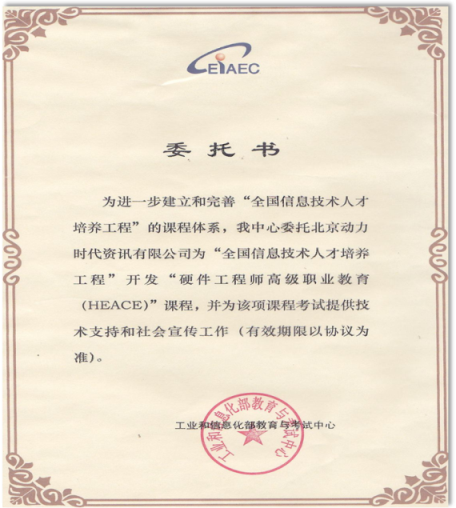 CEIAEC
委托书
为进一步建立和完善“全国信息技术人才
培养工程”的课程体系，我中心委托北京动力
时代资讯有限公司为“全国信息技术人才培养
工程”开发“硬件工程师高级职业教育
(HEACE)”课程，并为该项课程考试提供技
术支持和社会宣传工作（有效期限以协议为
准）。
工业和信息化部教育与考试中心
工业和信息化部教育与考试中心